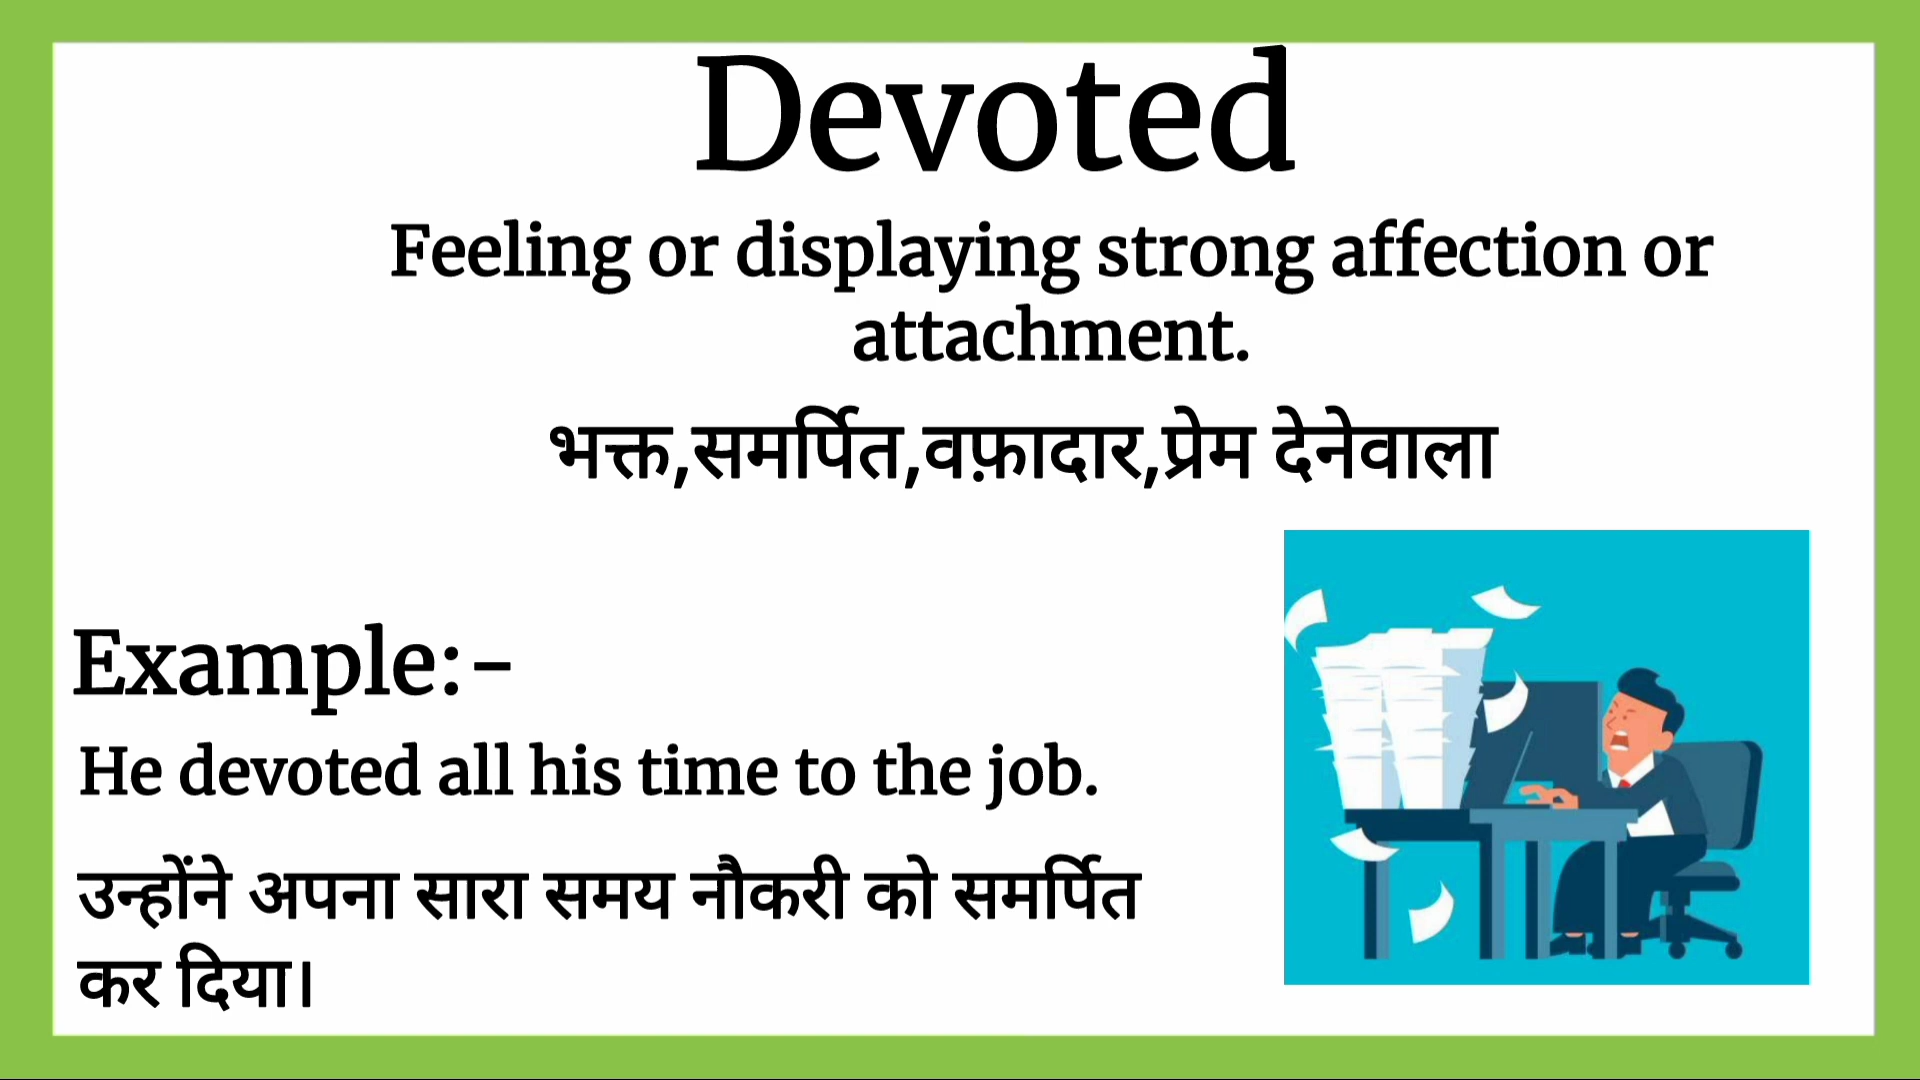 Devoted
Feeling or displaying strong affection or
attachment.
भक्त,समर्पित,वफ़ादार,प्रेम देनेवाला
Example:-
He devoted all his time to the job.
उन्होंने अपना सारा समय नौकरी को समर्पित
कर दिया।